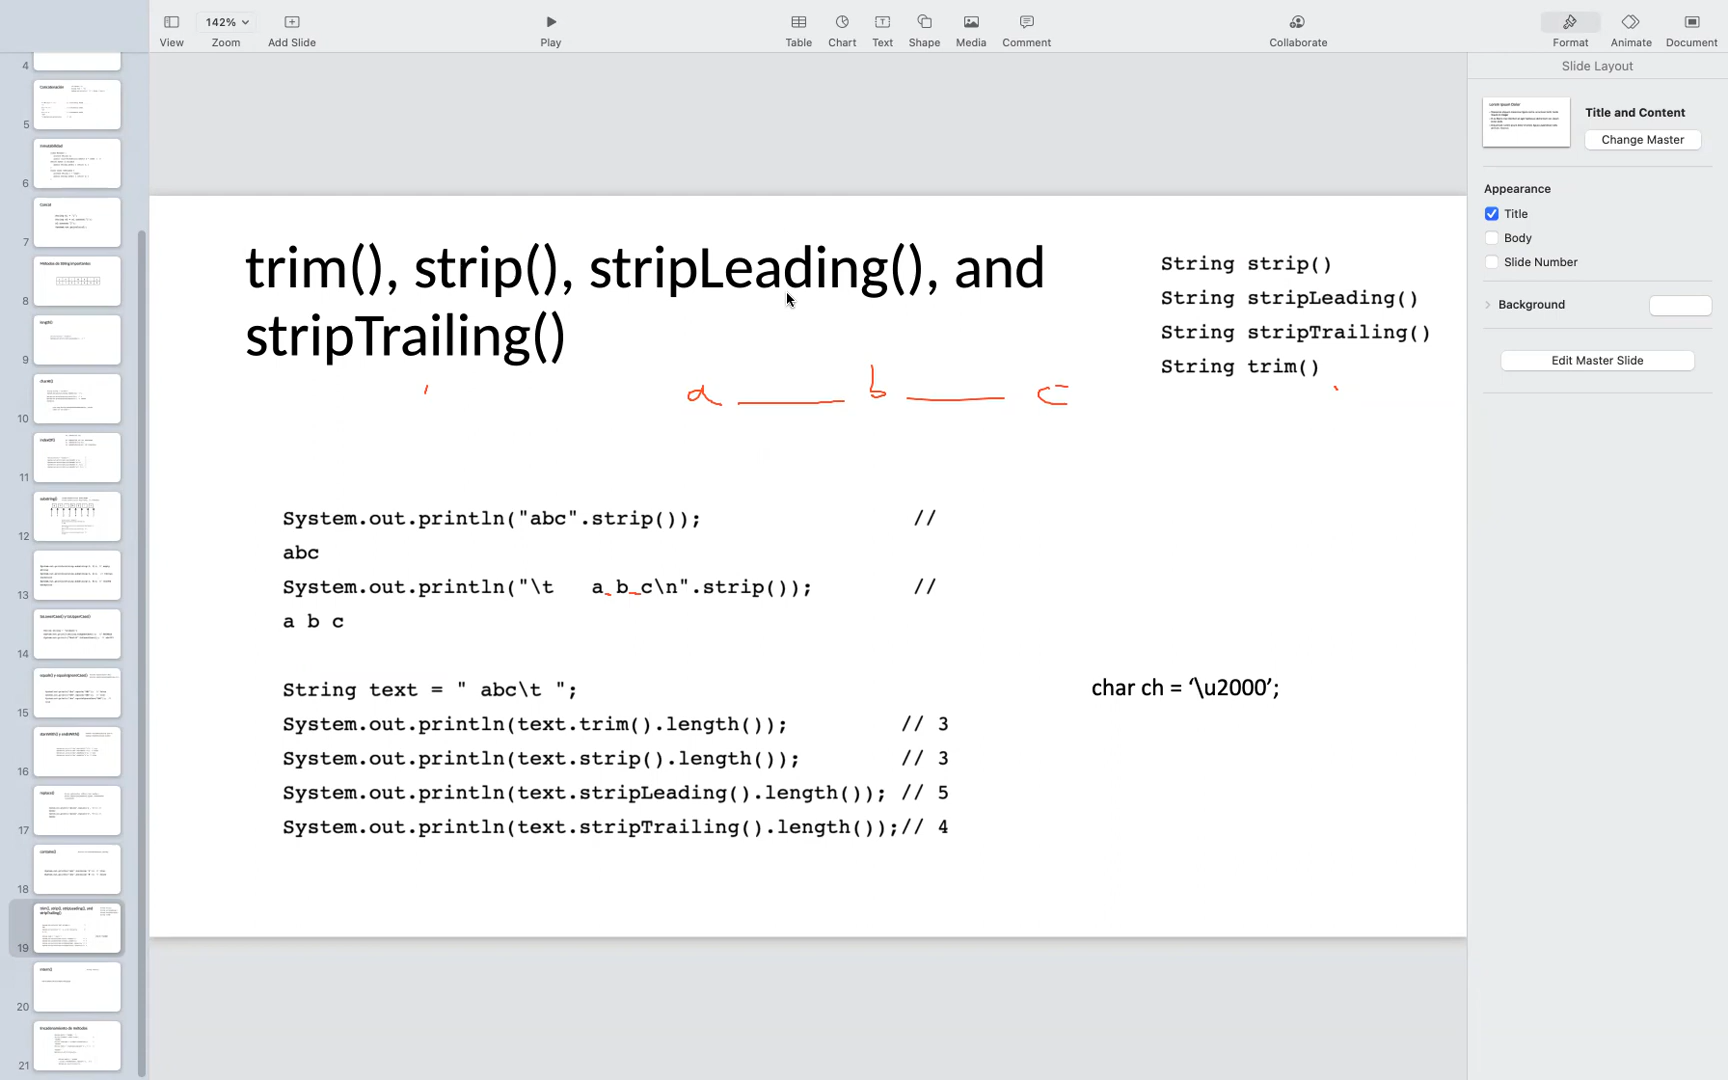 142%
View
Zoom
Add Slide
Play
Table
Chart
Text
Shape
Media
Comment
Collaborate
Format
Animate
Document
Slide Layout
Title and Content
Change Master
Appearance
Title
Body
Slide Number
Background
Edit Master Slide
4
5
6
7
8
9
10
11
12
13
14
15
16
17
18
19
20
21
trim(), strip(), stripLeading(), and
stripTrailing()
String strip()
String stripLeading()
String stripTrailing()
String trim()
a b c
System.out.println("abc".strip()); //
abc
System.out.println("\t   a b c\n".strip()); //
a b c
String text = " abc\t ";
System.out.println(text.trim().length()); // 3
System.out.println(text.strip().length()); // 3
System.out.println(text.stripLeading().length()); // 5
System.out.println(text.stripTrailing().length());// 4
char ch = ‘\u2000’;